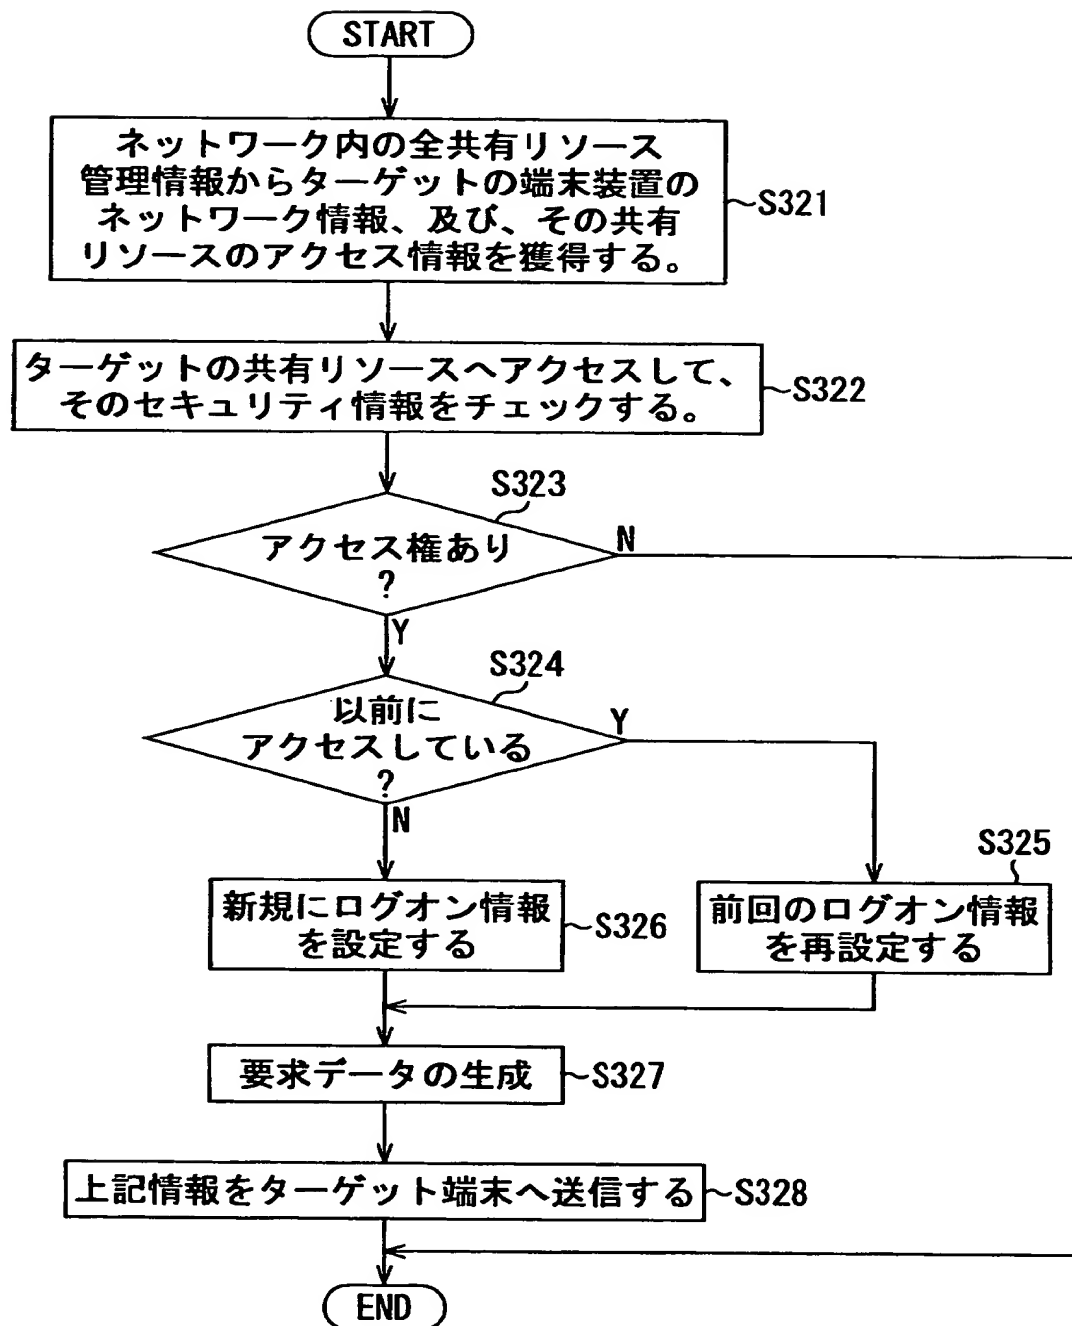 START
ネットワーク内の全共有リソース
管理情報からターゲットの端末装置の
ネットワーク情報、及び、その共有
リソースのアクセス情報を獲得する。
S321
ターゲットの共有リソースへアクセスして、
そのセキュリティ情報をチェックする。
S322
S323
アクセス権あり
?
N
Y
S324
以前に
アクセスしている
?
Y
N
S325
新規にログオン情報
を設定する
S326
前回のログオン情報
を再設定する
要求データの生成
S327
上記情報をターゲット端末へ送信する
S328
END